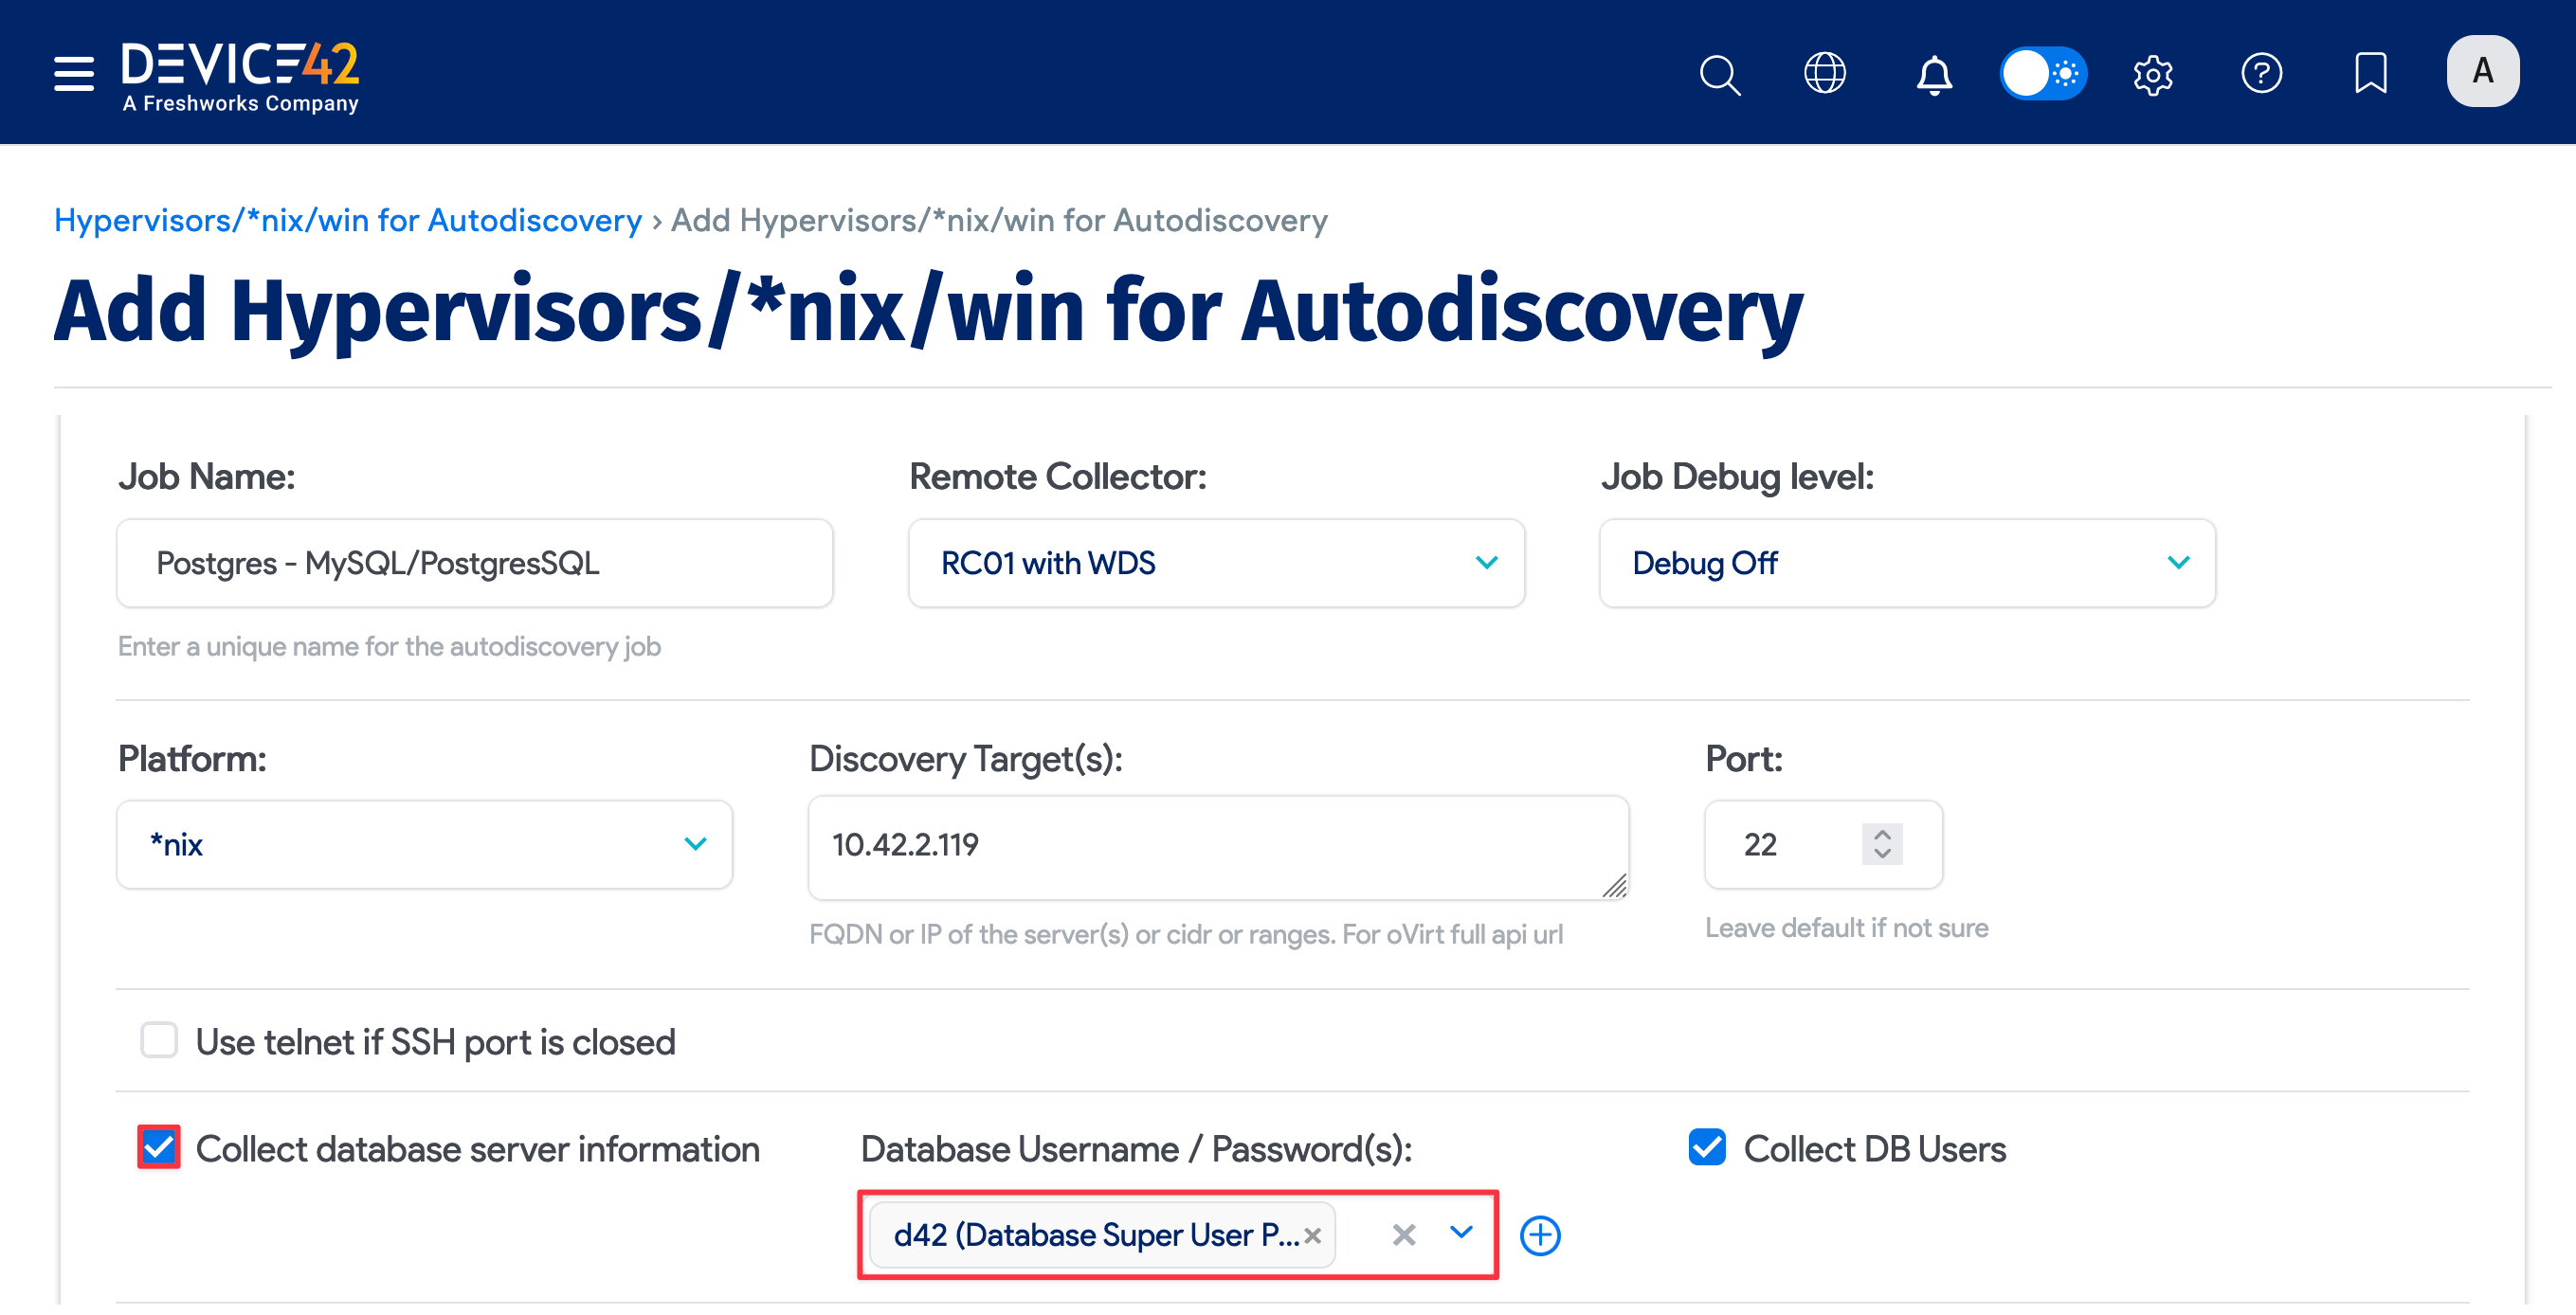 DEVICE42
A Freshworks Company
A
Hypervisors/*nix/win for Autodiscovery › Add Hypervisors/*nix/win for Autodiscovery
Add Hypervisors/*nix/win for Autodiscovery
Job Name:
Remote Collector:
Job Debug level:
Postgres - MySQL/PostgresSQL
RC01 with WDS
Debug Off
Enter a unique name for the autodiscovery job
Platform:
Discovery Target(s):
Port:
*nix
10.42.2.119
22
FQDN or IP of the server(s) or cidr or ranges. For oVirt full api url
Leave default if not sure
Use telnet if SSH port is closed
Collect database server information
Database Username / Password(s):
Collect DB Users
d42 (Database Super User P...